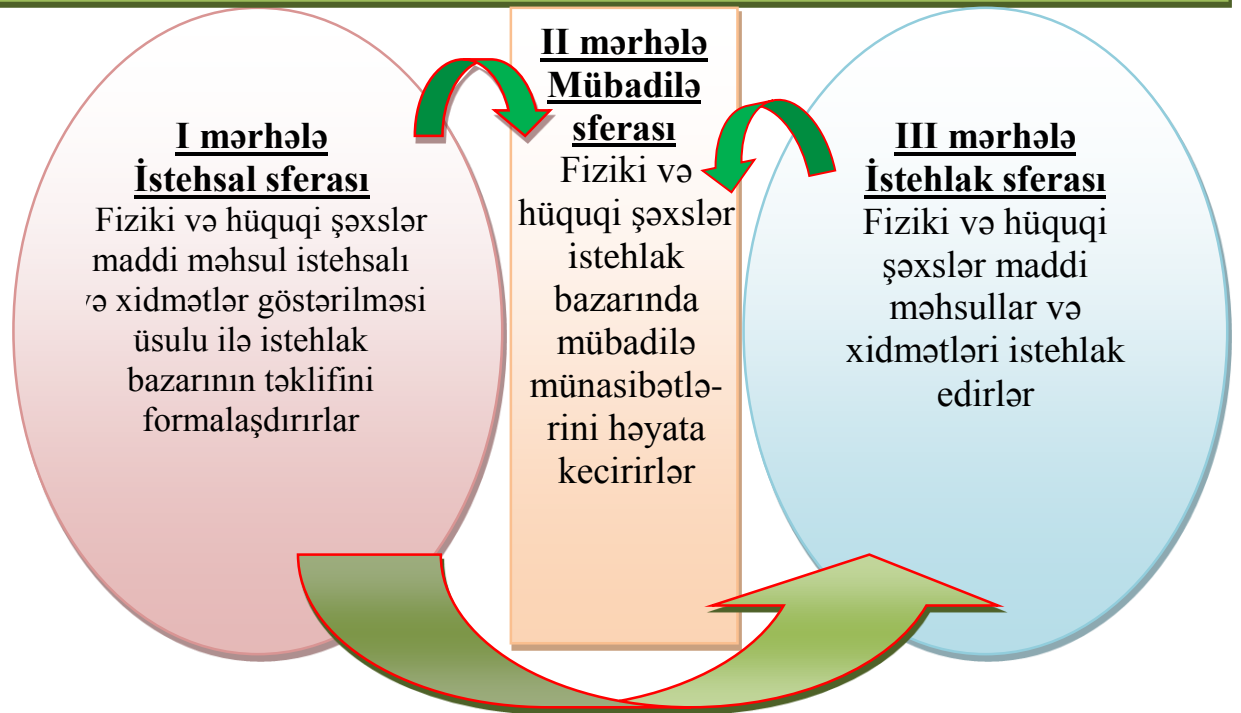 I mərhələ
İstehsal sferası
Fiziki və hüquqi şəxslər
maddi məhsul istehsalı
və xidmətlər göstərilməsi
üsulu ilə istehlak
bazarının təklifini
formalaşdırırlar
II mərhələ
Mübadilə
sferası
Fiziki və
hüquqi şəxslər
istehlak
bazarında
mübadilə
münasibətlə-
rini həyata
kecirirlər
III mərhələ
İstehlak sferası
Fiziki və hüquqi
şəxslər maddi
məhsullar və
xidmətləri istehlak
edirlər